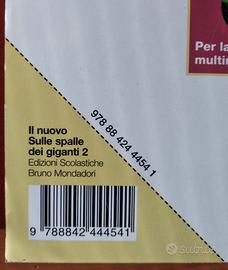 Per la
multim
978 88 424 4454 1
Il nuovo
Sulle spalle
dei giganti 2
Edizioni Scolastiche
Bruno Mondadori
9 788842 444541
subito